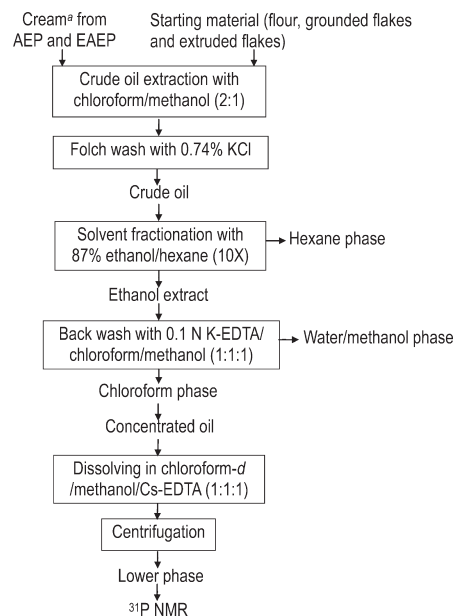 Creamᵃ from
AEP and EAEP
Starting material (flour, grounded flakes
and extruded flakes)
Crude oil extraction with
chloroform/methanol (2:1)
Folch wash with 0.74% KCl
Crude oil
Solvent fractionation with
87% ethanol/hexane (10X)
Hexane phase
Ethanol extract
Back wash with 0.1 N K-EDTA/
chloroform/methanol (1:1:1)
Water/methanol phase
Chloroform phase
Concentrated oil
Dissolving in chloroform-d
/methanol/Cs-EDTA (1:1:1)
Centrifugation
Lower phase
³¹P NMR